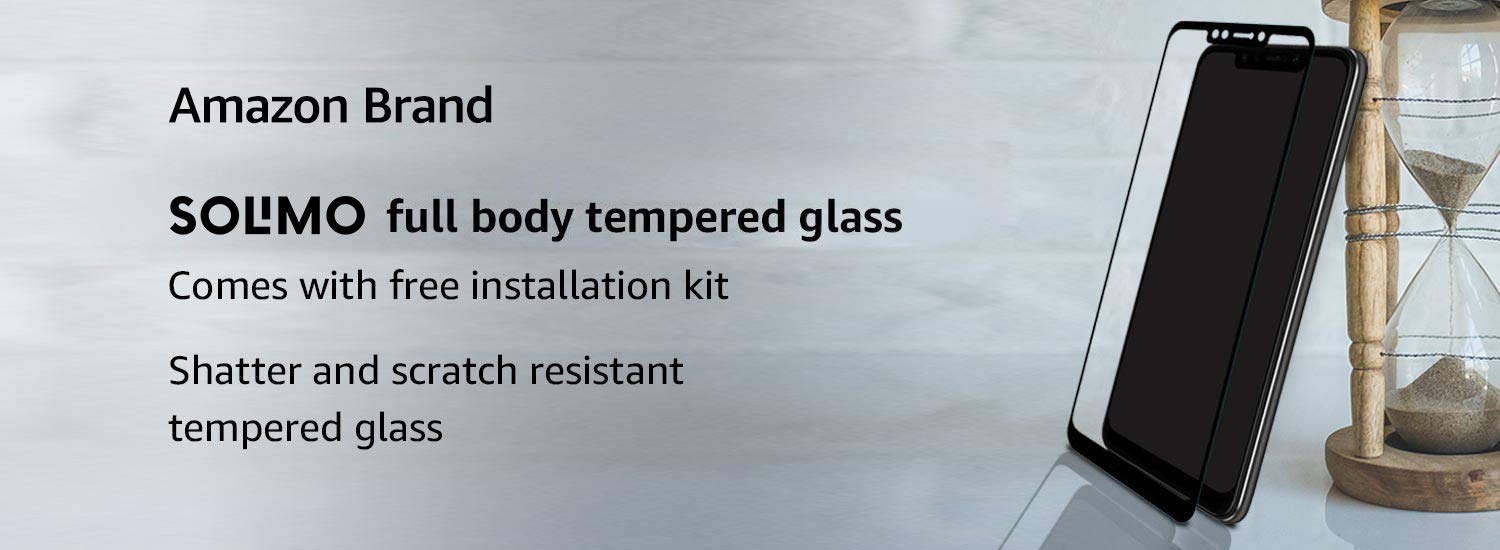 Amazon Brand
SOLIMO full body tempered glass
Comes with free installation kit
Shatter and scratch resistant
tempered glass